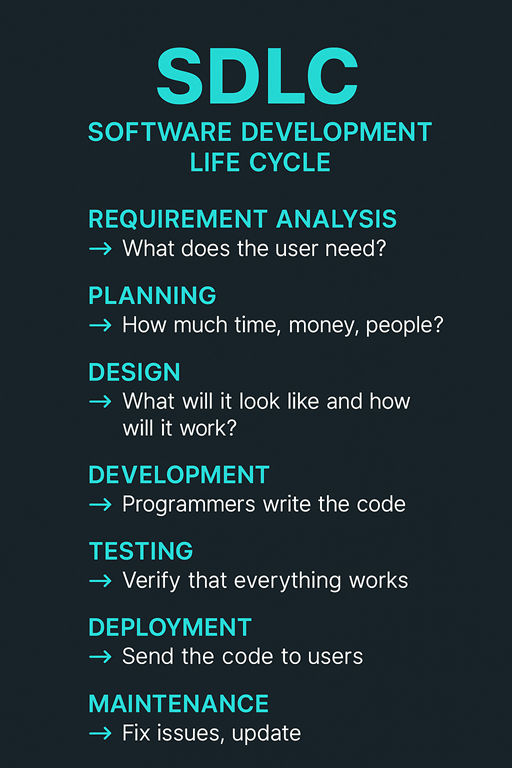 SDLC
SOFTWARE DEVELOPMENT
LIFE CYCLE
REQUIREMENT ANALYSIS
→ What does the user need?
PLANNING
→ How much time, money, people?
DESIGN
→ What will it look like and how
will it work?
DEVELOPMENT
→ Programmers write the code
TESTING
→ Verify that everything works
DEPLOYMENT
→ Send the code to users
MAINTENANCE
→ Fix issues, update